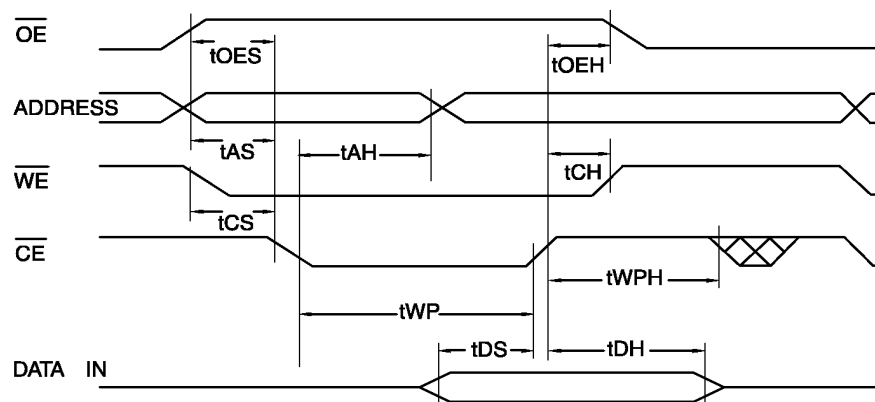 OE
tOES
tOEH
ADDRESS
tAS
tAH
tCH
WE
tCS
CE
tWPH
tWP
tDS
tDH
DATA IN